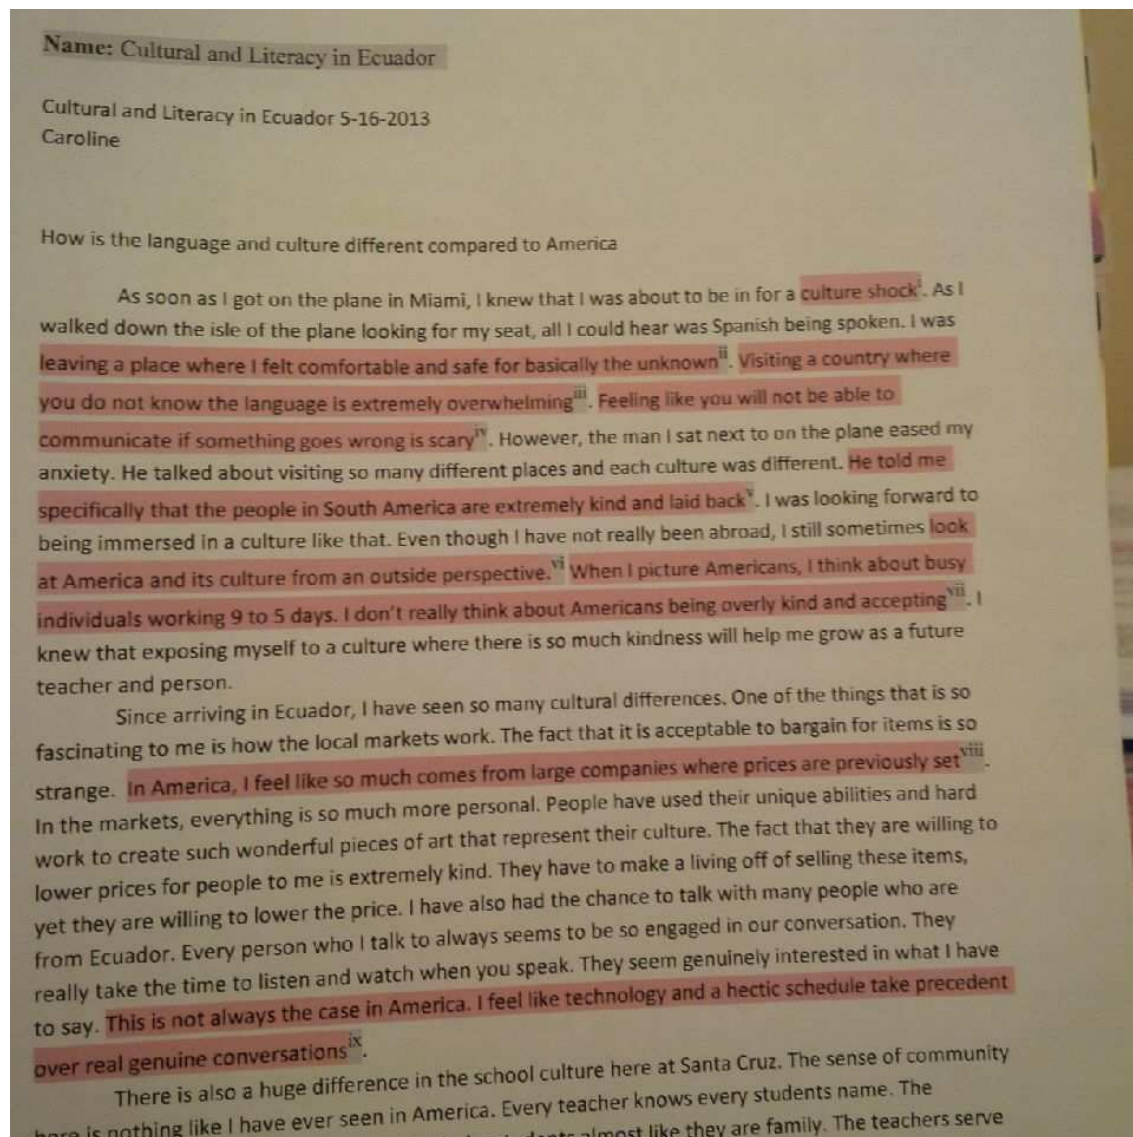 Name: Cultural and Literacy in Ecuador
Cultural and Literacy in Ecuador 5-16-2013
Caroline
How is the language and culture different compared to America
As soon as I got on the plane in Miami, I knew that I was about to be in for a culture shock i. As I
walked down the isle of the plane looking for my seat, all I could hear was Spanish being spoken. I was
leaving a place where I felt comfortable and safe for basically the unknown ii. Visiting a country where
you do not know the language is extremely overwhelming iii. Feeling like you will not be able to
communicate if something goes wrong is scary iv. However, the man I sat next to on the plane eased my
anxiety. He talked about visiting so many different places and each culture was different. He told me
specifically that the people in South America are extremely kind and laid back v. I was looking forward to
being immersed in a culture like that. Even though I have not really been abroad, I still sometimes look
at America and its culture from an outside perspective. vi When I picture Americans, I think about busy
individuals working 9 to 5 days. I don't really think about Americans being overly kind and accepting vii. I
knew that exposing myself to a culture where there is so much kindness will help me grow as a future
teacher and person.
Since arriving in Ecuador, I have seen so many cultural differences. One of the things that is so
fascinating to me is how the local markets work. The fact that it is acceptable to bargain for items is so
strange. In America, I feel like so much comes from large companies where prices are previously set viii.
In the markets, everything is so much more personal. People have used their unique abilities and hard
work to create such wonderful pieces of art that represent their culture. The fact that they are willing to
lower prices for people to me is extremely kind. They have to make a living off of selling these items,
yet they are willing to lower the price. I have also had the chance to talk with many people who are
from Ecuador. Every person who I talk to always seems to be so engaged in our conversation. They
really take the time to listen and watch when you speak. They seem genuinely interested in what I have
to say. This is not always the case in America. I feel like technology and a hectic schedule take precedent
over real genuine conversations ix.
There is also a huge difference in the school culture here at Santa Cruz. The sense of community
here is nothing like I have ever seen in America. Every teacher knows every students name. The
almost like they are family. The teachers serve